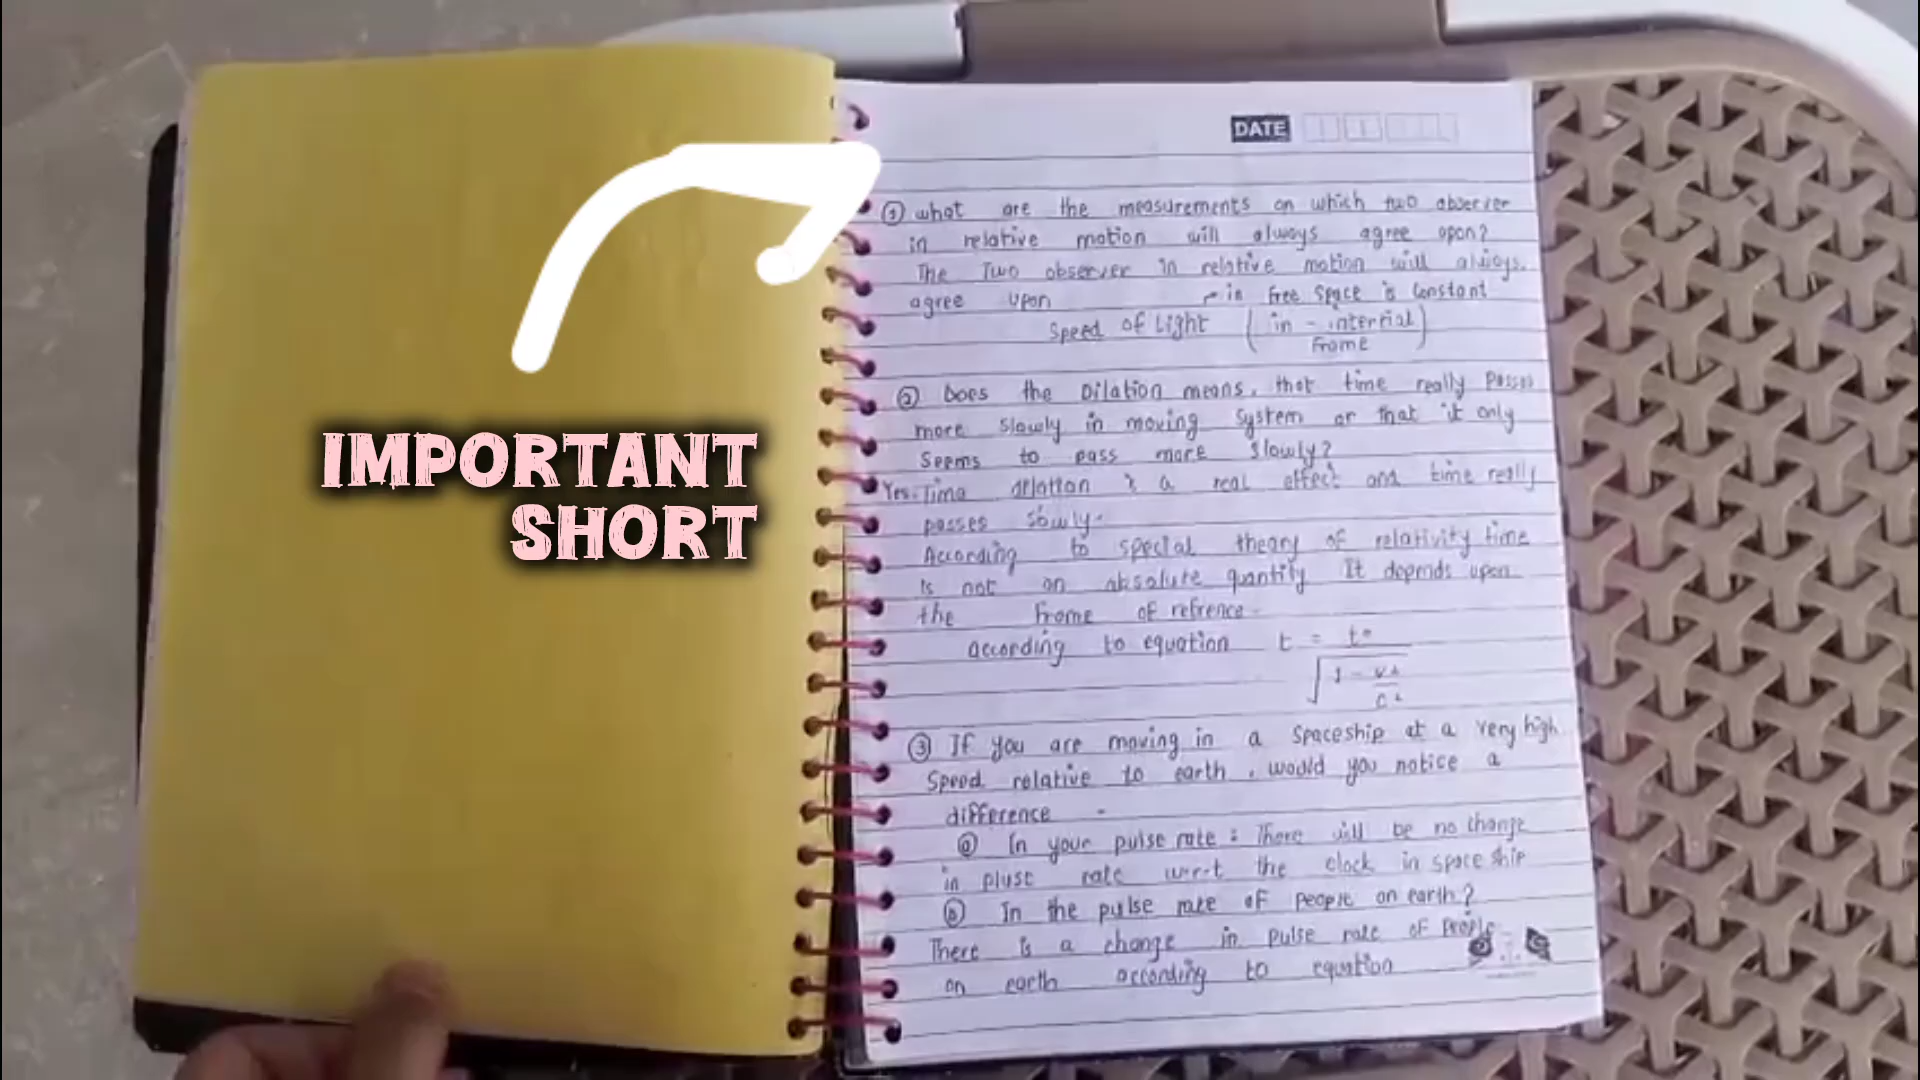 IMPORTANT
SHORT
DATE
① what are the measurements on which two observer
in relative motion will always agree opon?
The Two observer in relative motion will always.
agree upon in free space is Constant
Speed of Light (in - interrial
Frame)
② Does the Dilation means, that time really passes
more slowly in moving system or that it only
seems to pass more slowly?
Yes. Time dilation is a real effect and time really
passes slowly.
According to special theory of relativity time
is not an absolute quantity It depends upon
the frame of refrence.
according to equation t = t₀
√1 - v²
c²
③ If you are moving in a spaceship at a very high
speed relative to earth, would you notice a
difference -
ⓐ In your pulse rate: There will be no change
in pluse rate w.r.t the clock in space ship
ⓑ In the pulse rate of people on earth?
There is a change in pulse rate of people
on earth according to equation